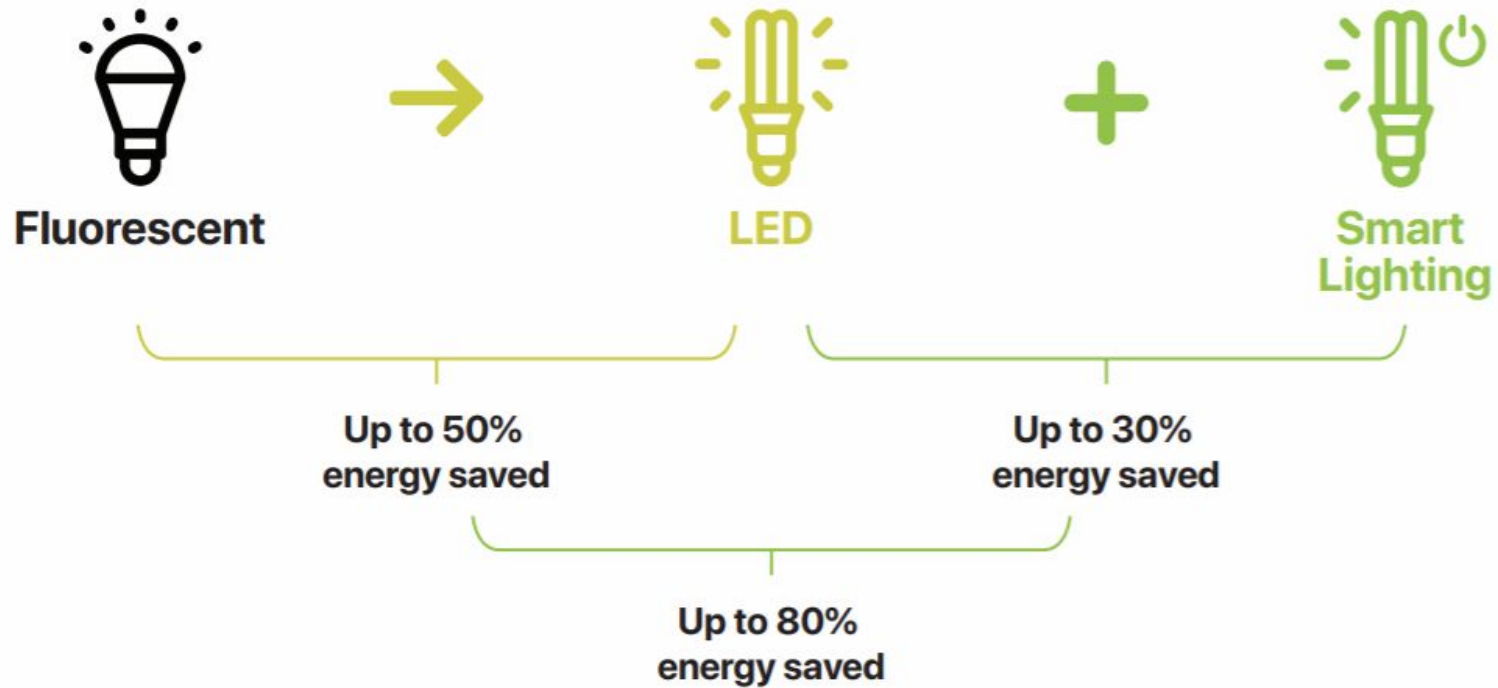 Fluorescent
LED
Smart
Lighting
Up to 50%
energy saved
Up to 30%
energy saved
Up to 80%
energy saved